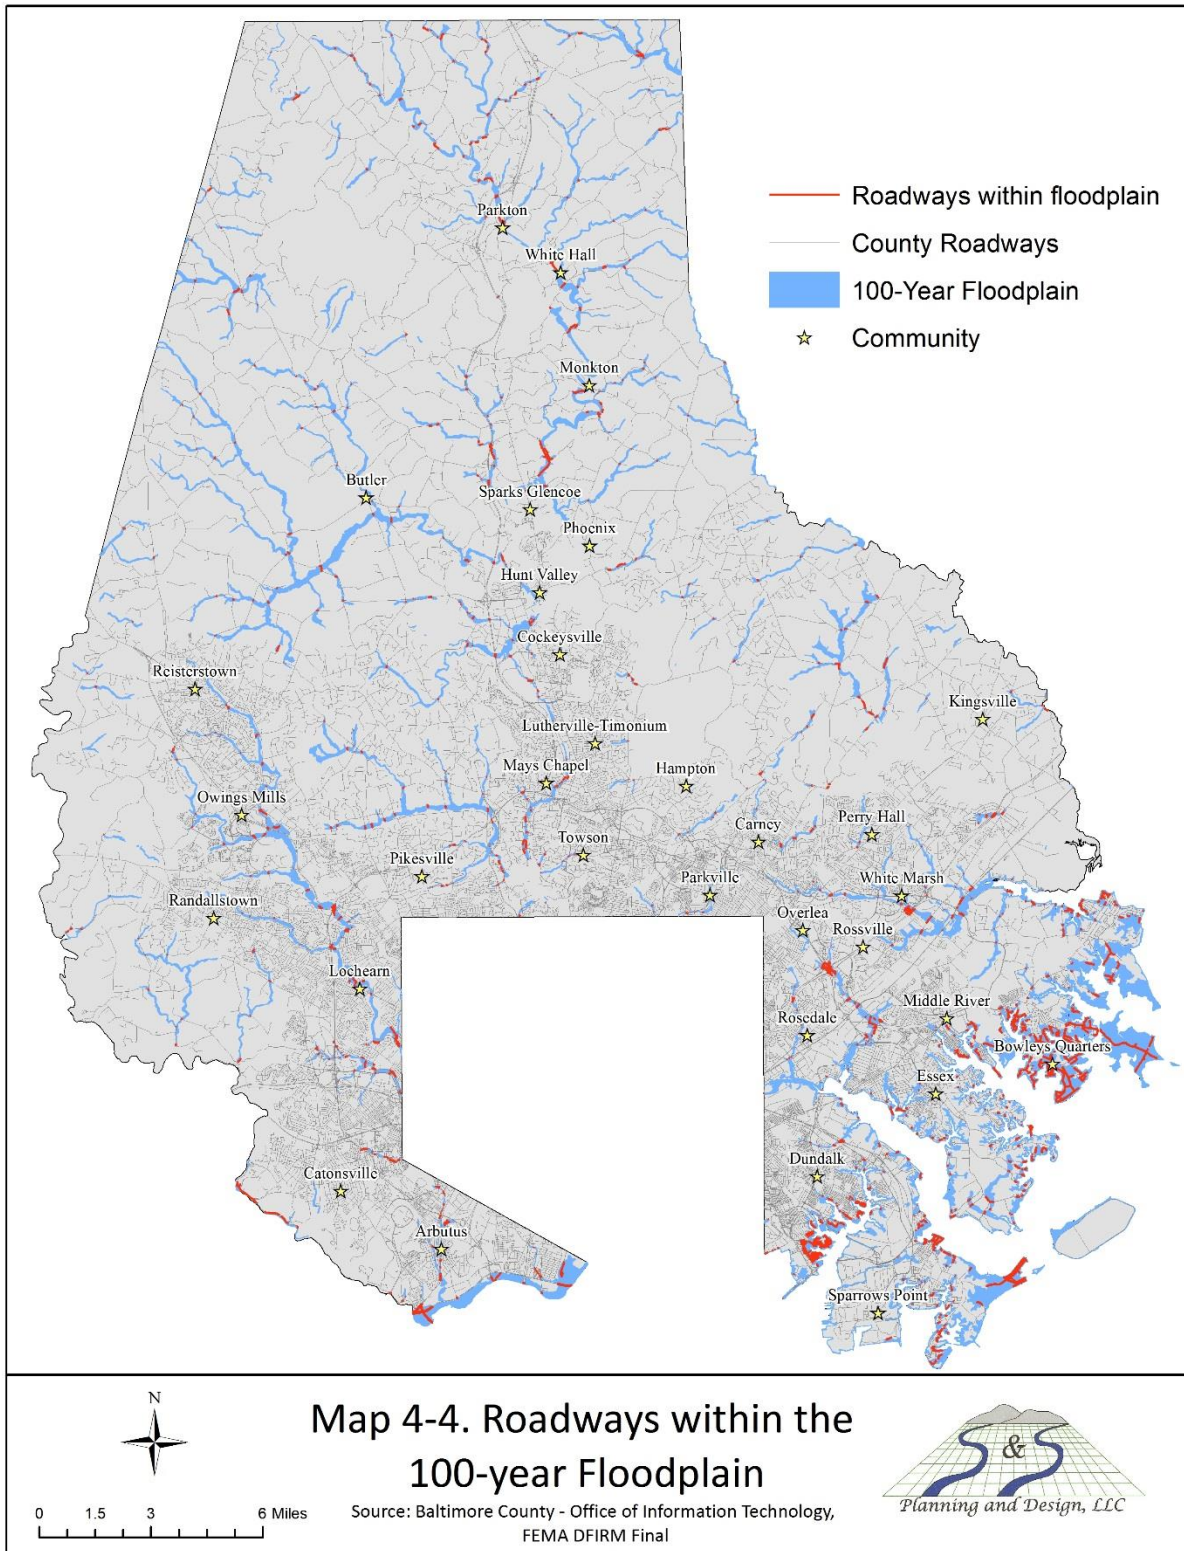 Roadways within floodplain
County Roadways
100-Year Floodplain
Community
Parkton
White Hall
Monkton
Butler
Sparks Glencoe
Phoenix
Hunt Valley
Cockeysville
Reisterstown
Kingsville
Lutherville-Timonium
Mays Chapel
Hampton
Owings Mills
Carney
Perry Hall
Towson
Pikesville
Parkville
White Marsh
Randallstown
Overlea
Rossville
Lochearn
Middle River
Rosedale
Bowleys Quarters
Essex
Dundalk
Catonsville
Arbutus
Sparrows Point
N
Map 4-4. Roadways within the
100-year Floodplain
Source: Baltimore County - Office of Information Technology,
FEMA DFIRM Final
0 1.5 3 6 Miles
S & S
Planning and Design, LLC